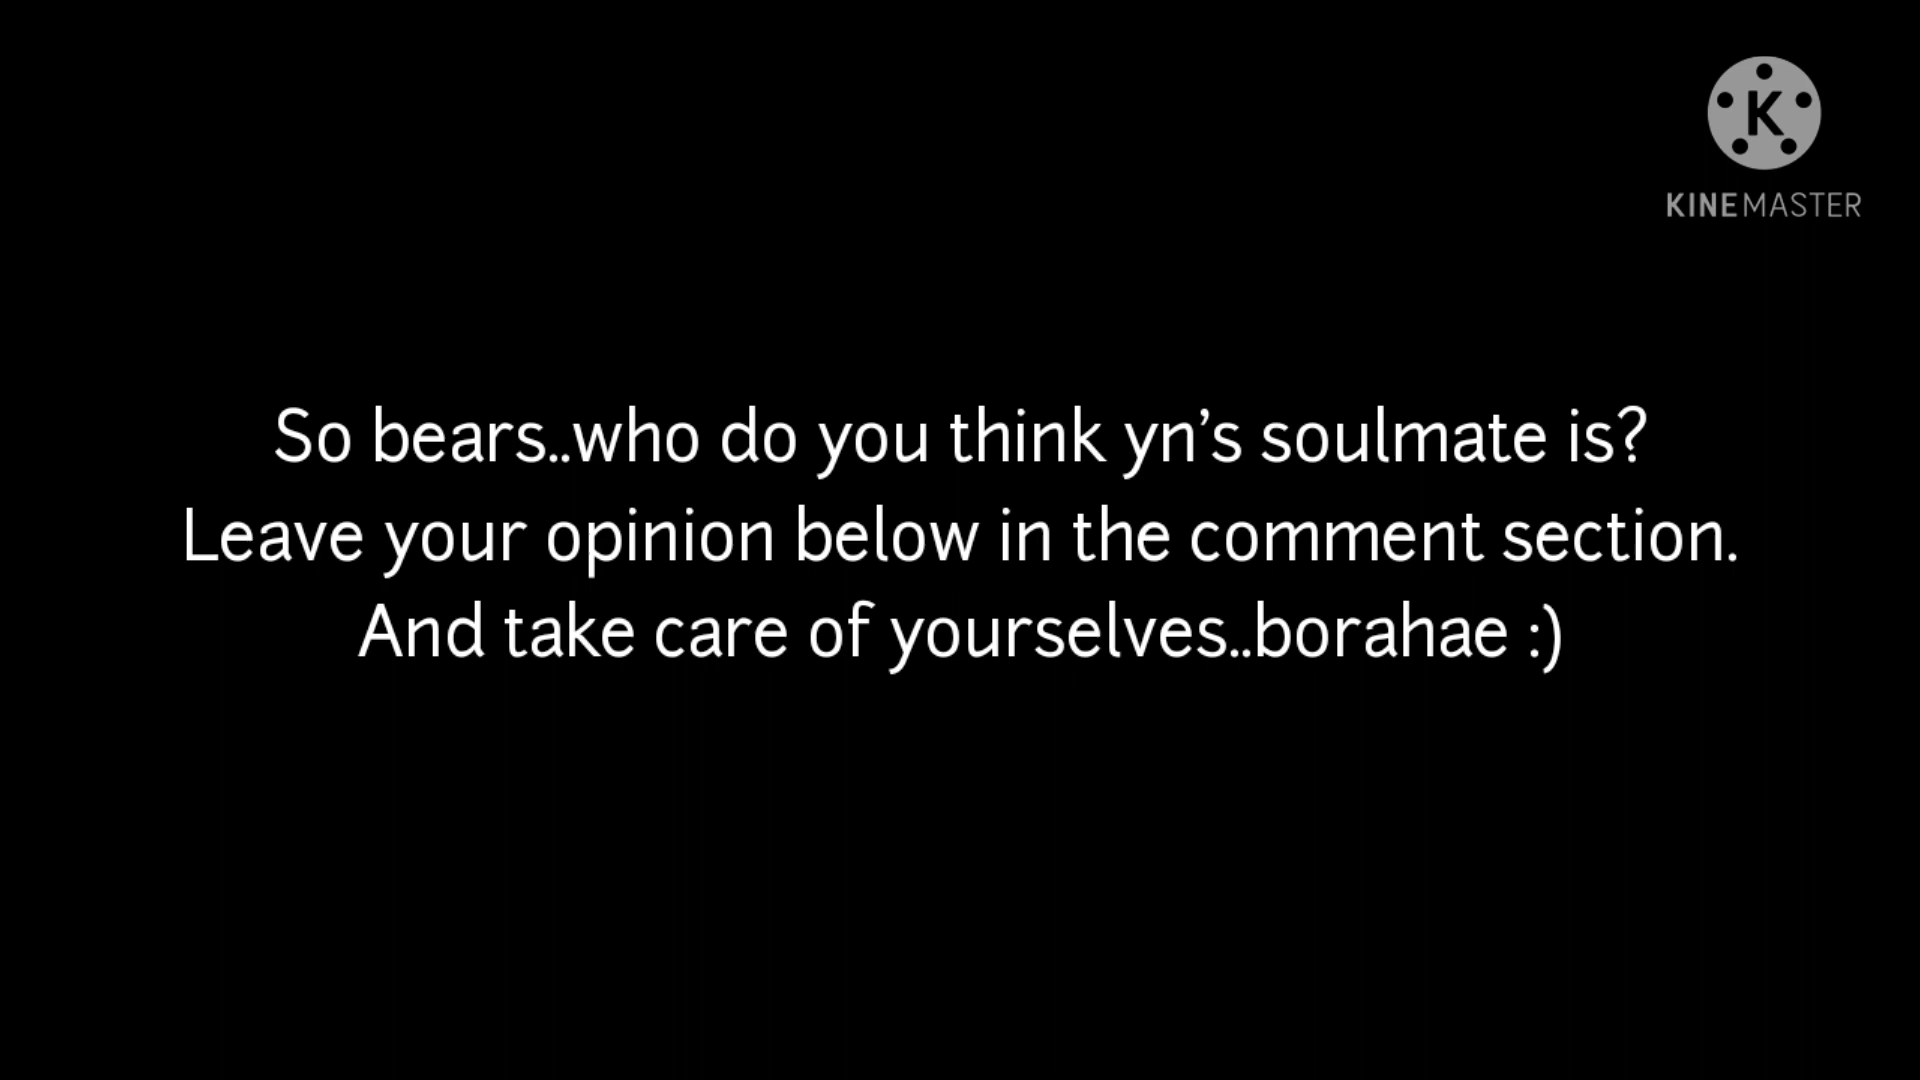 K
KINEMASTER
So bears..who do you think yn's soulmate is?
Leave your opinion below in the comment section.
And take care of yourselves..borahae :)